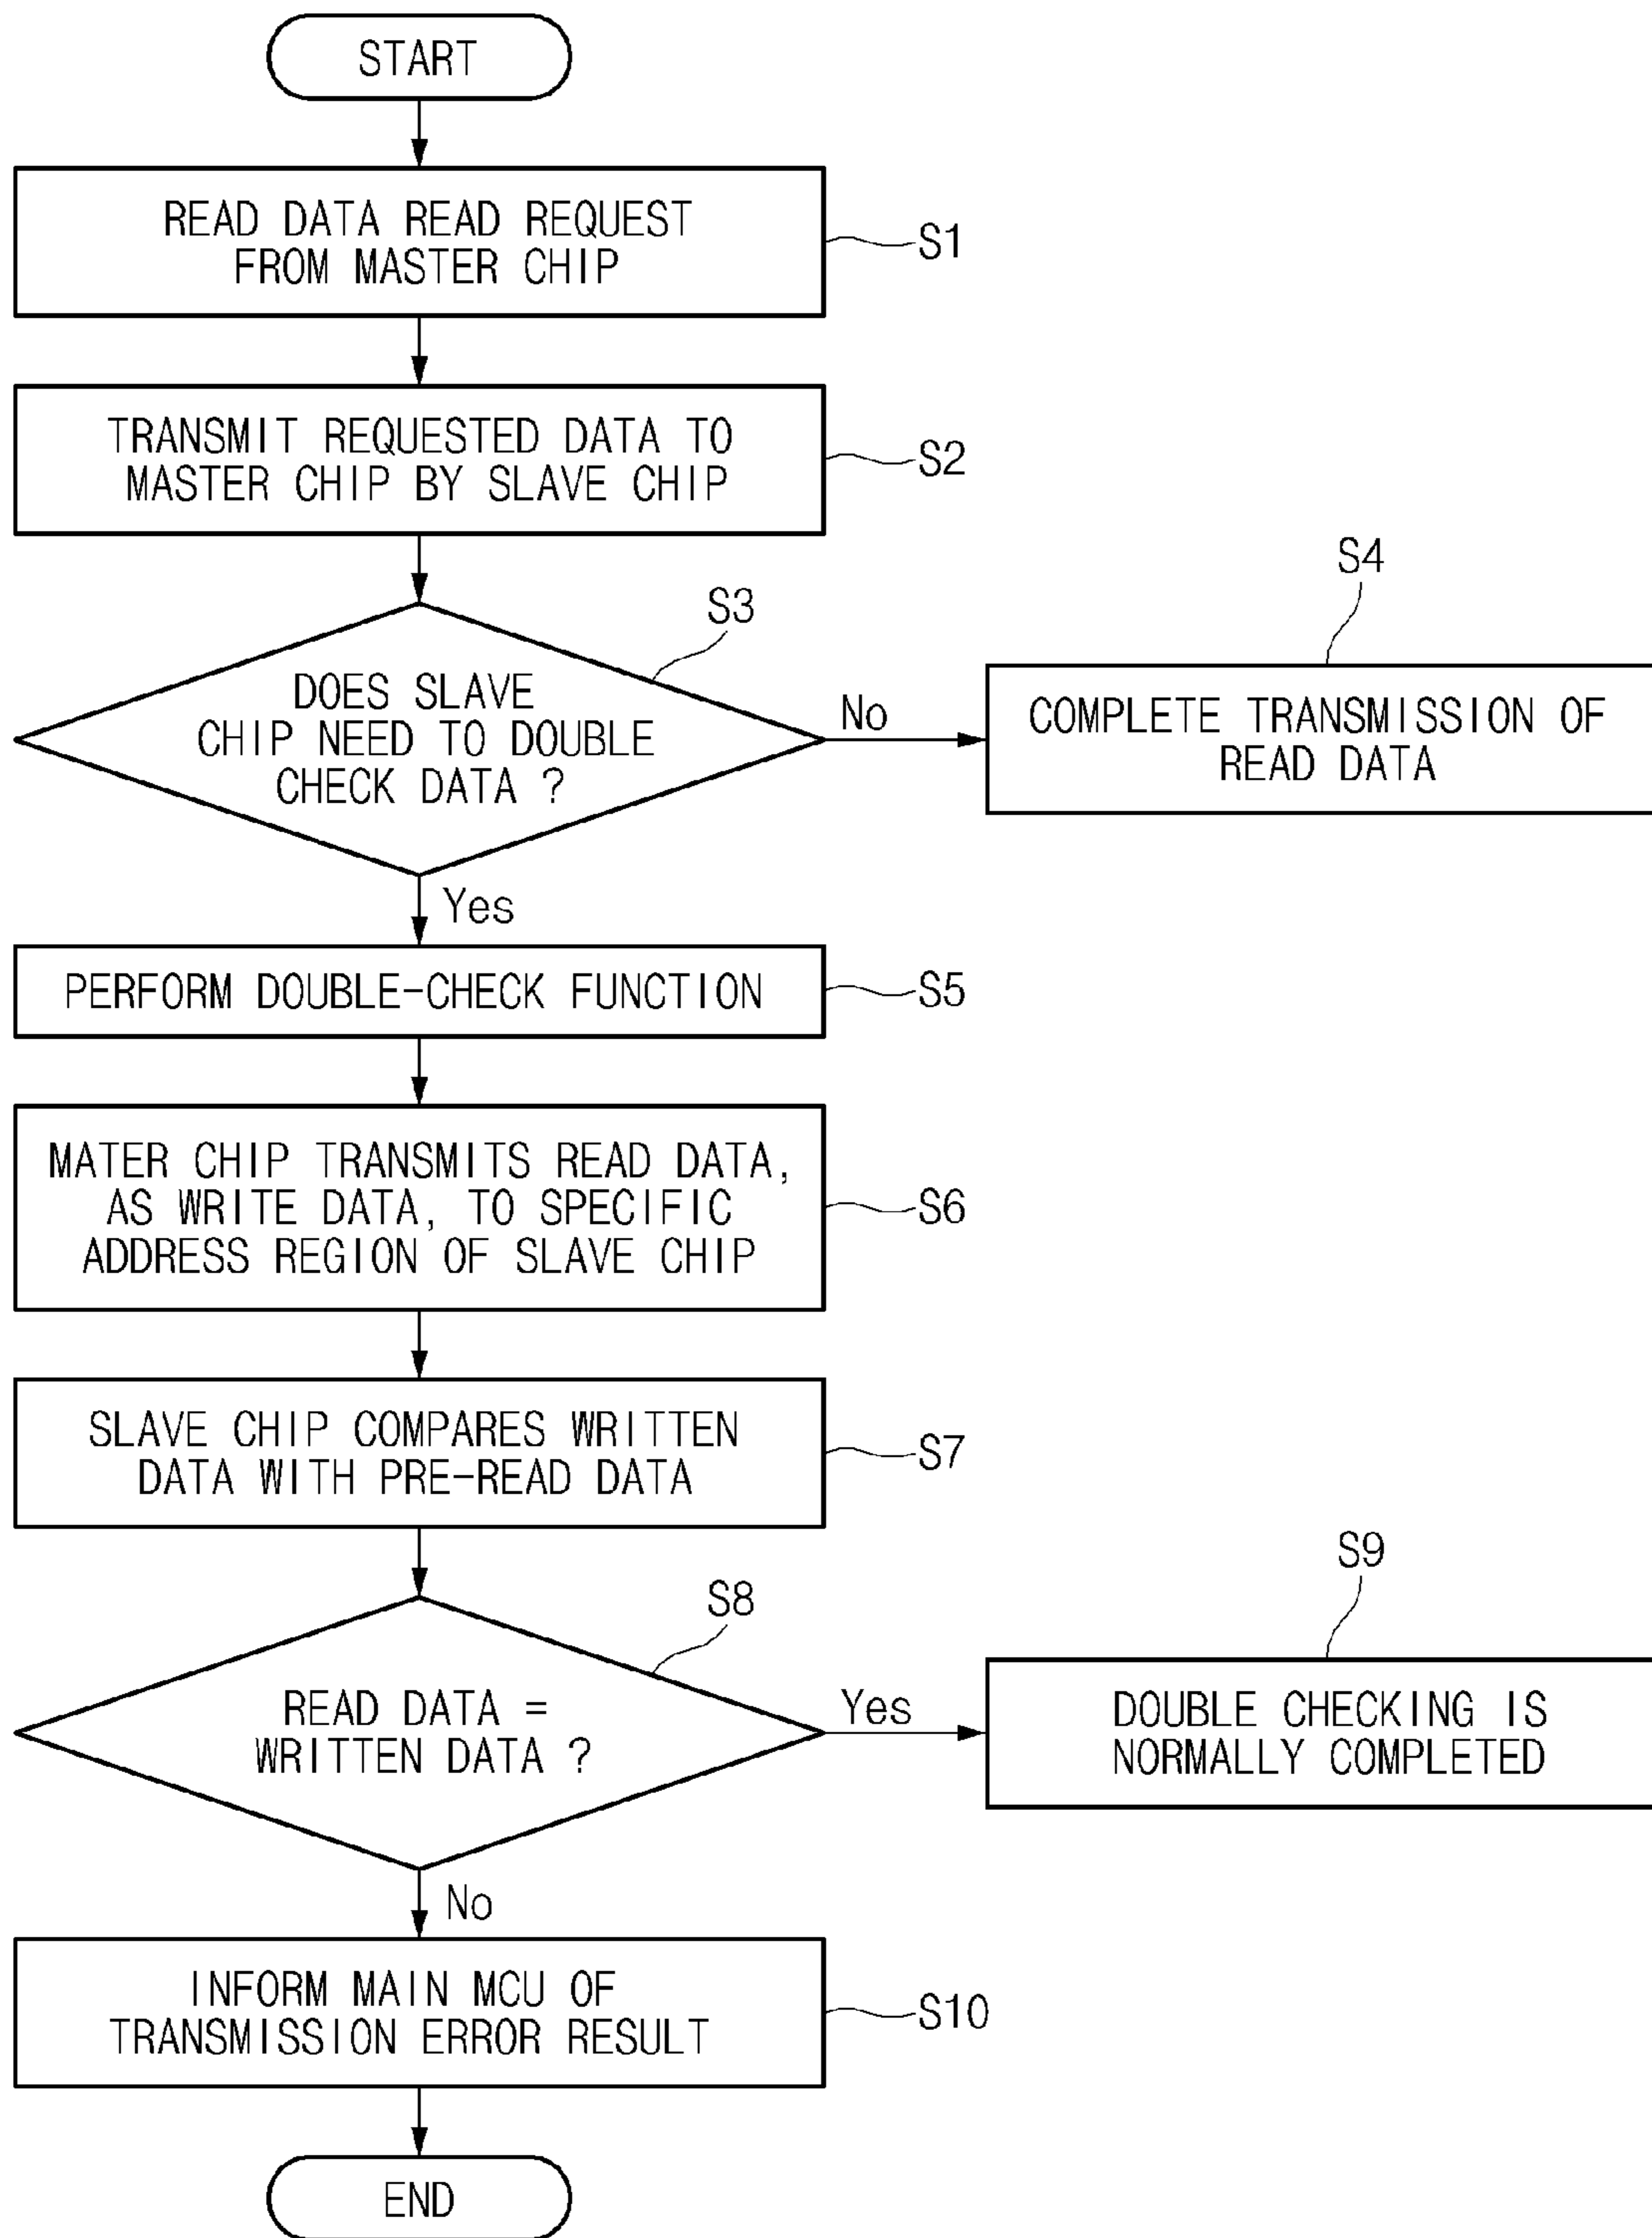 START
READ DATA READ REQUEST
FROM MASTER CHIP
S1
TRANSMIT REQUESTED DATA TO
MASTER CHIP BY SLAVE CHIP
S2
S3
DOES SLAVE
CHIP NEED TO DOUBLE
CHECK DATA ?
No
S4
COMPLETE TRANSMISSION OF
READ DATA
Yes
PERFORM DOUBLE-CHECK FUNCTION
S5
MATER CHIP TRANSMITS READ DATA,
AS WRITE DATA, TO SPECIFIC
ADDRESS REGION OF SLAVE CHIP
S6
SLAVE CHIP COMPARES WRITTEN
DATA WITH PRE-READ DATA
S7
S8
READ DATA =
WRITTEN DATA ?
Yes
S9
DOUBLE CHECKING IS
NORMALLY COMPLETED
No
INFORM MAIN MCU OF
TRANSMISSION ERROR RESULT
S10
END